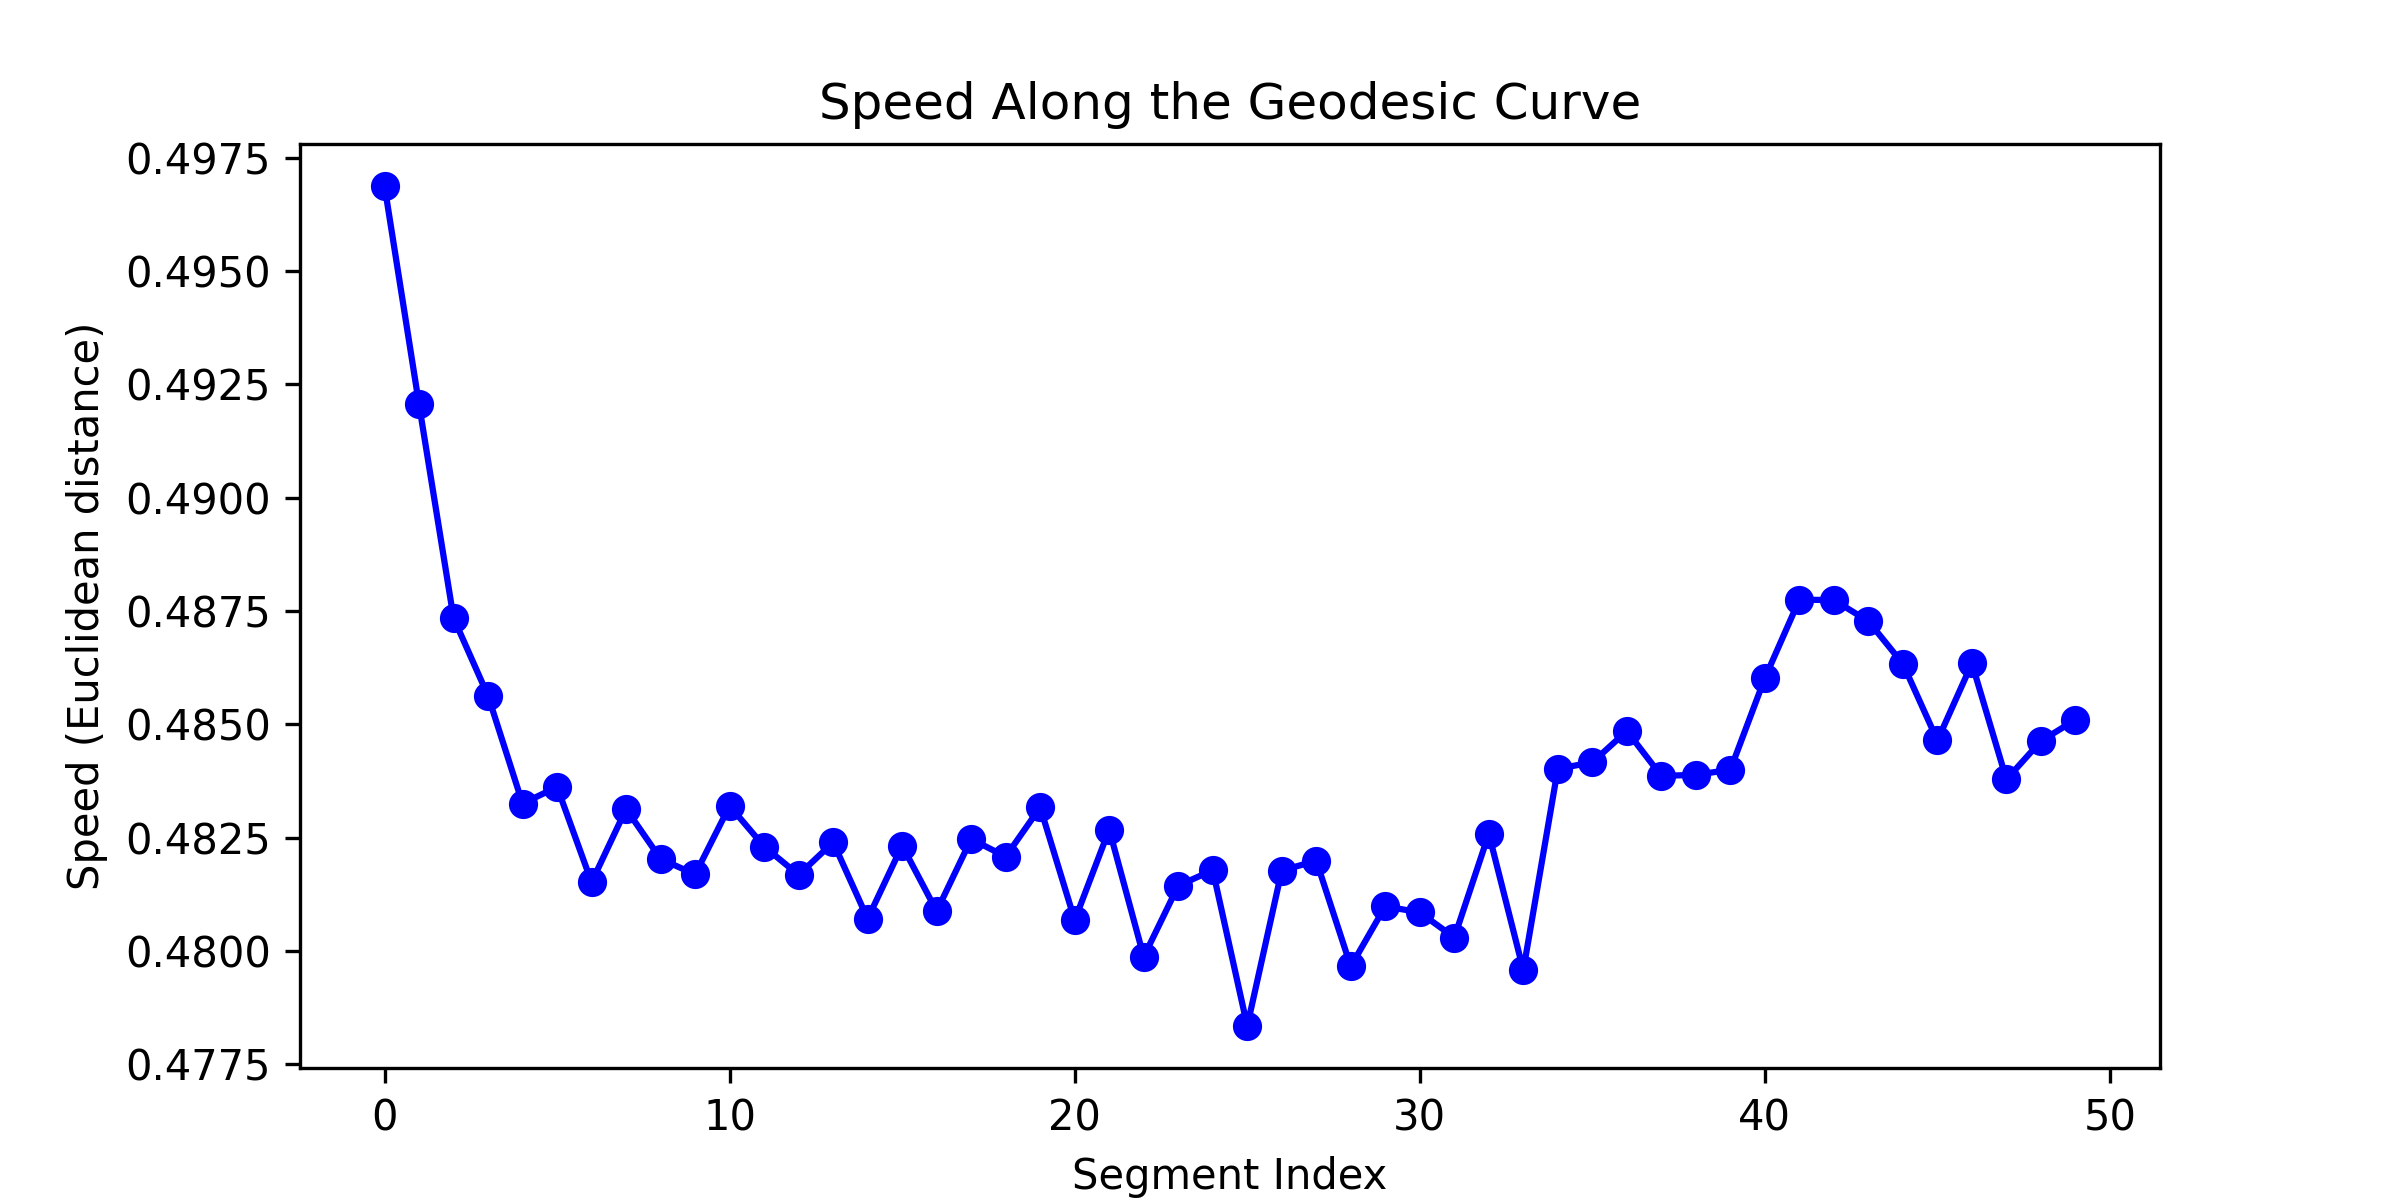 Speed Along the Geodesic Curve
0.4975
0.4950
0.4925
0.4900
0.4875
0.4850
0.4825
0.4800
0.4775
Speed (Euclidean distance)
0 10 20 30 40 50
Segment Index